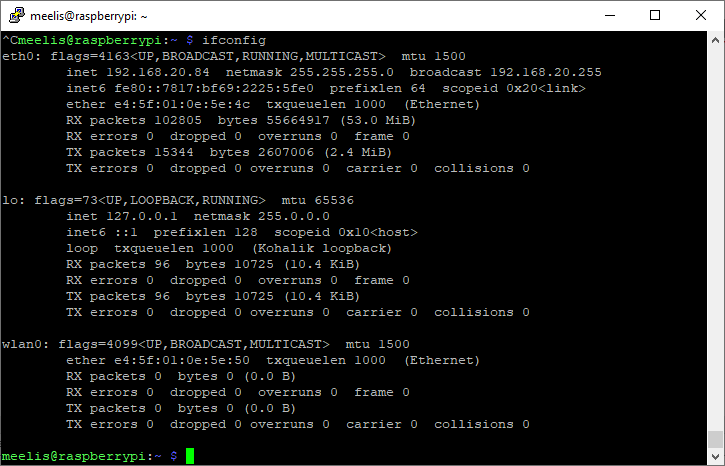 meelis@raspberrypi: ~
^Cmeelis@raspberrypi:~ $ ifconfig
eth0: flags=4163<UP,BROADCAST,RUNNING,MULTICAST>  mtu 1500
        inet 192.168.20.84  netmask 255.255.255.0  broadcast 192.168.20.255
        inet6 fe80::7817:bf69:2225:5fe0  prefixlen 64  scopeid 0x20<link>
        ether e4:5f:01:0e:5e:4c  txqueuelen 1000  (Ethernet)
        RX packets 102805  bytes 55664917 (53.0 MiB)
        RX errors 0  dropped 0  overruns 0  frame 0
        TX packets 15344  bytes 2607006 (2.4 MiB)
        TX errors 0  dropped 0 overruns 0  carrier 0  collisions 0
lo: flags=73<UP,LOOPBACK,RUNNING>  mtu 65536
        inet 127.0.0.1  netmask 255.0.0.0
        inet6 ::1  prefixlen 128  scopeid 0x10<host>
        loop  txqueuelen 1000  (Kohalik loopback)
        RX packets 96  bytes 10725 (10.4 KiB)
        RX errors 0  dropped 0  overruns 0  frame 0
        TX packets 96  bytes 10725 (10.4 KiB)
        TX errors 0  dropped 0 overruns 0  carrier 0  collisions 0
wlan0: flags=4099<UP,BROADCAST,MULTICAST>  mtu 1500
        ether e4:5f:01:0e:5e:50  txqueuelen 1000  (Ethernet)
        RX packets 0  bytes 0 (0.0 B)
        RX errors 0  dropped 0  overruns 0  frame 0
        TX packets 0  bytes 0 (0.0 B)
        TX errors 0  dropped 0 overruns 0  carrier 0  collisions 0
meelis@raspberrypi:~ $